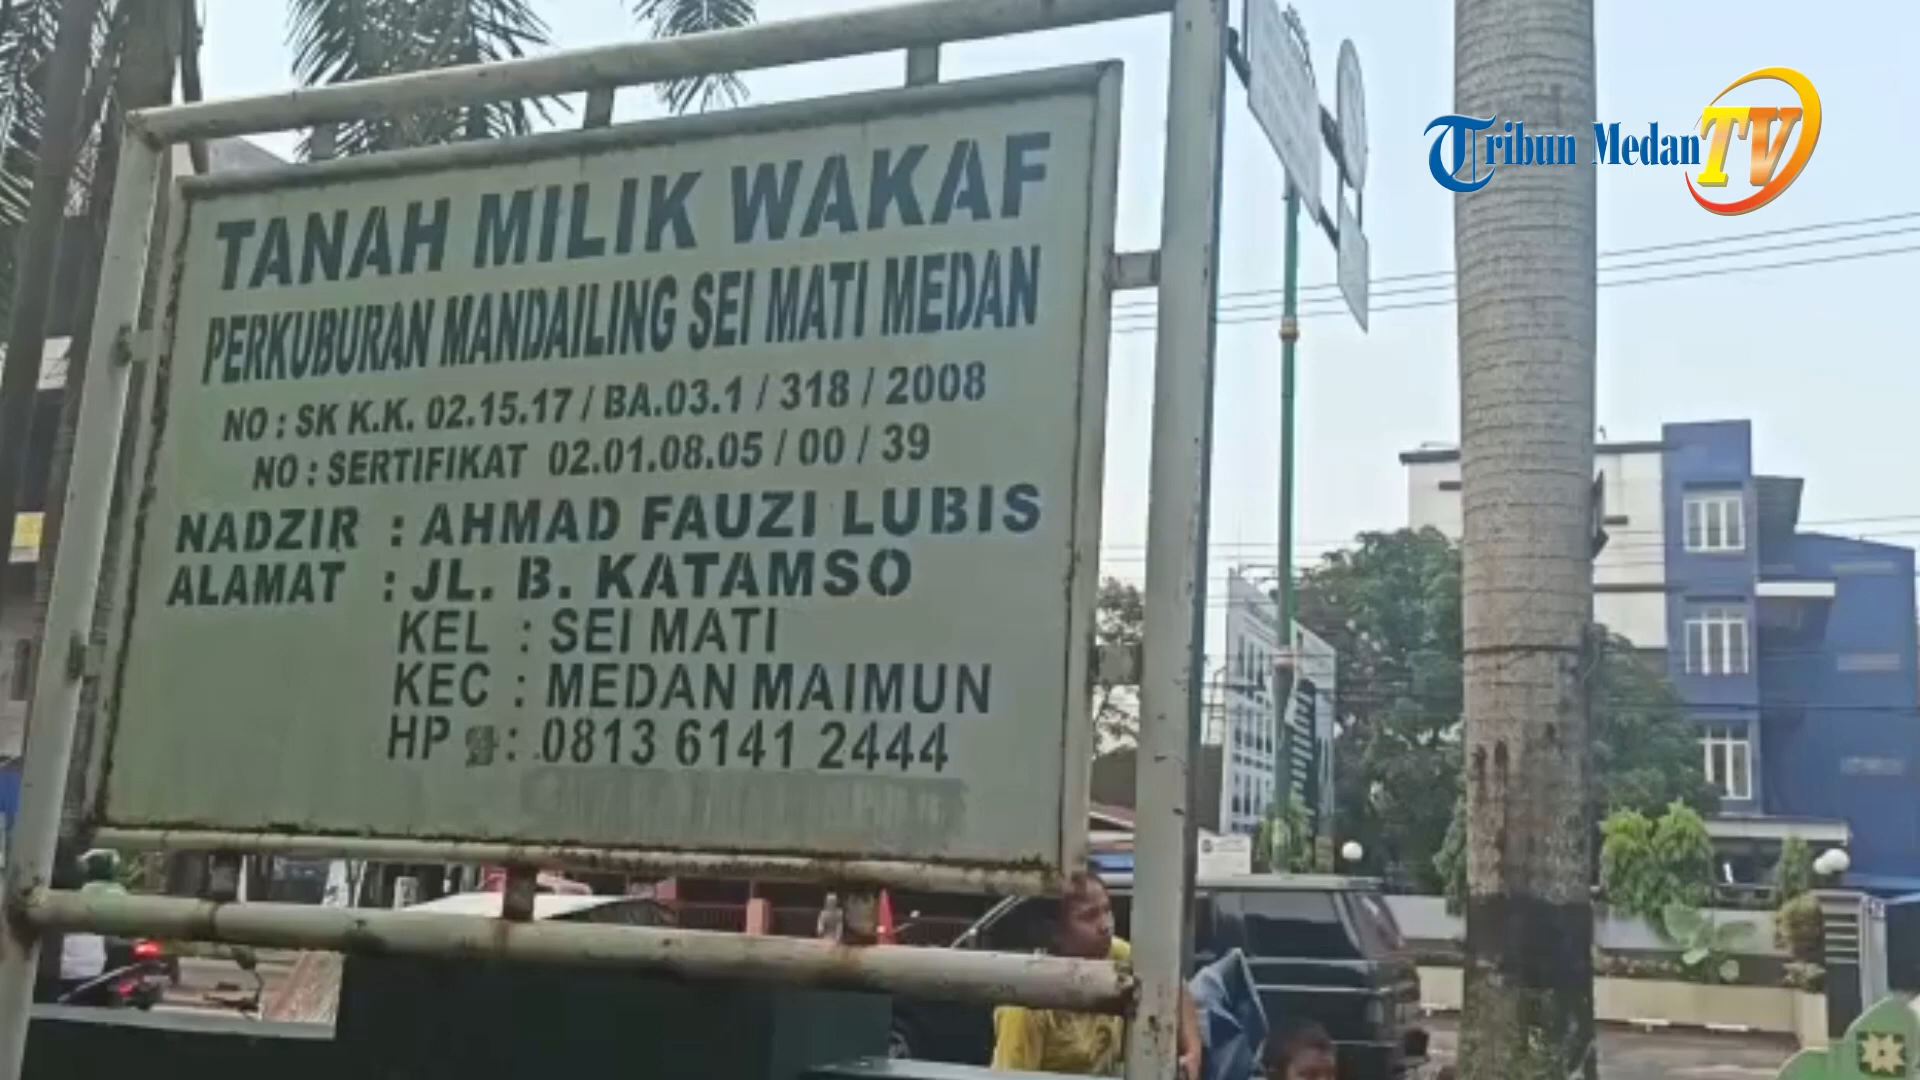 Tribun Medan TV
TANAH MILIK WAKAF
PERKUBURAN MANDAILING SEI MATI MEDAN
NO : SK K.K. 02.15.17 / BA.03.1 / 318 / 2008
NO : SERTIFIKAT 02.01.08.05 / 00 / 39
NADZIR : AHMAD FAUZI LUBIS
ALAMAT : JL. B. KATAMSO
KEL : SEI MATI
KEC : MEDAN MAIMUN
HP : 0813 6141 2444